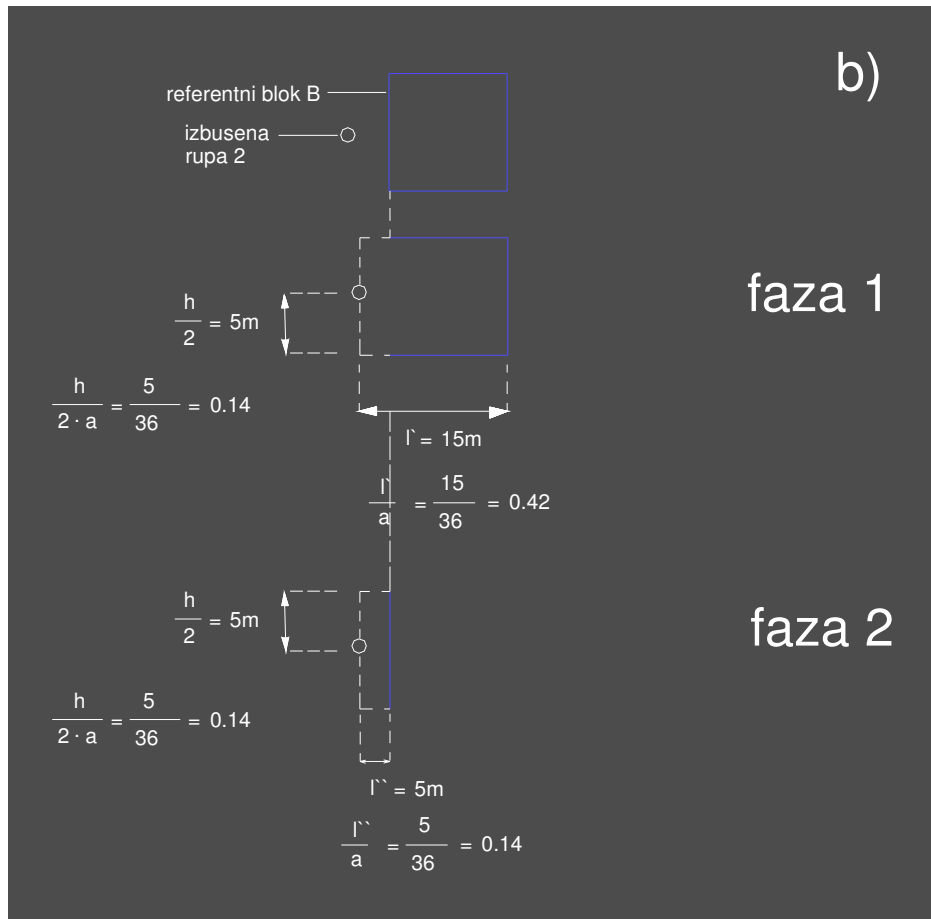 b)
referentni blok B
izbusena
rupa 2
faza 1
h
2 = 5m
h 5
2 · a = 36 = 0.14
l` = 15m
l` 15
a = 36 = 0.42
faza 2
h
2 = 5m
h 5
2 · a = 36 = 0.14
l`` = 5m
l`` 5
a = 36 = 0.14